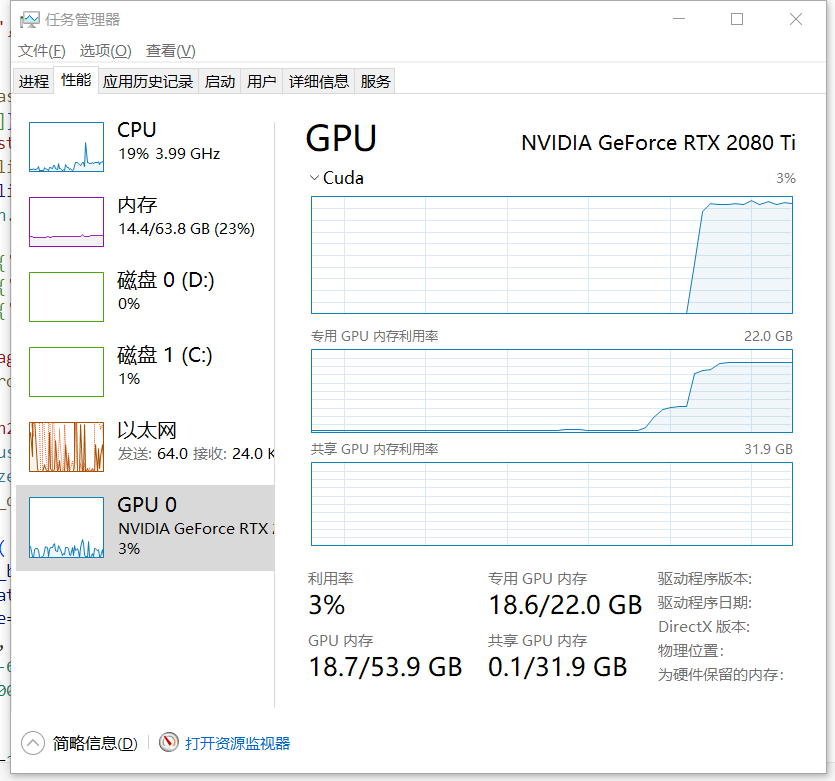 任务管理器
文件(F) 选项(O) 查看(V)
进程 性能 应用历史记录 启动 用户 详细信息 服务
CPU
19% 3.99 GHz
内存
14.4/63.8 GB (23%)
磁盘 0 (D:)
0%
磁盘 1 (C:)
1%
以太网
发送: 64.0 接收: 24.0 K
GPU 0
NVIDIA GeForce RTX
3%
GPU
NVIDIA GeForce RTX 2080 Ti
Cuda
3%
专用 GPU 内存利用率
22.0 GB
共享 GPU 内存利用率
31.9 GB
利用率
3%
专用 GPU 内存
18.6/22.0 GB
GPU 内存
18.7/53.9 GB
共享 GPU 内存
0.1/31.9 GB
驱动程序版本:
驱动程序日期:
DirectX 版本:
物理位置:
为硬件保留的内存:
简略信息(D)
打开资源监视器